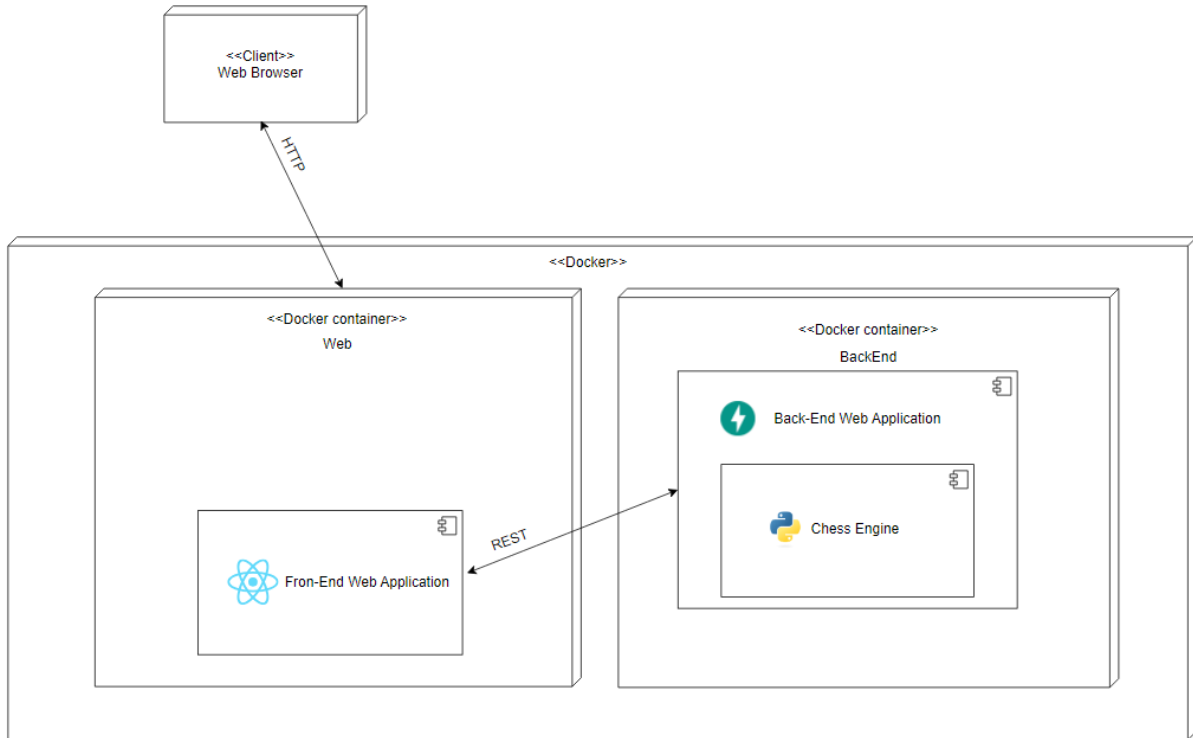 <<Client>>
Web Browser
HTTP
<<Docker>>
<<Docker container>>
Web
<<Docker container>>
BackEnd
Back-End Web Application
Chess Engine
REST
Fron-End Web Application